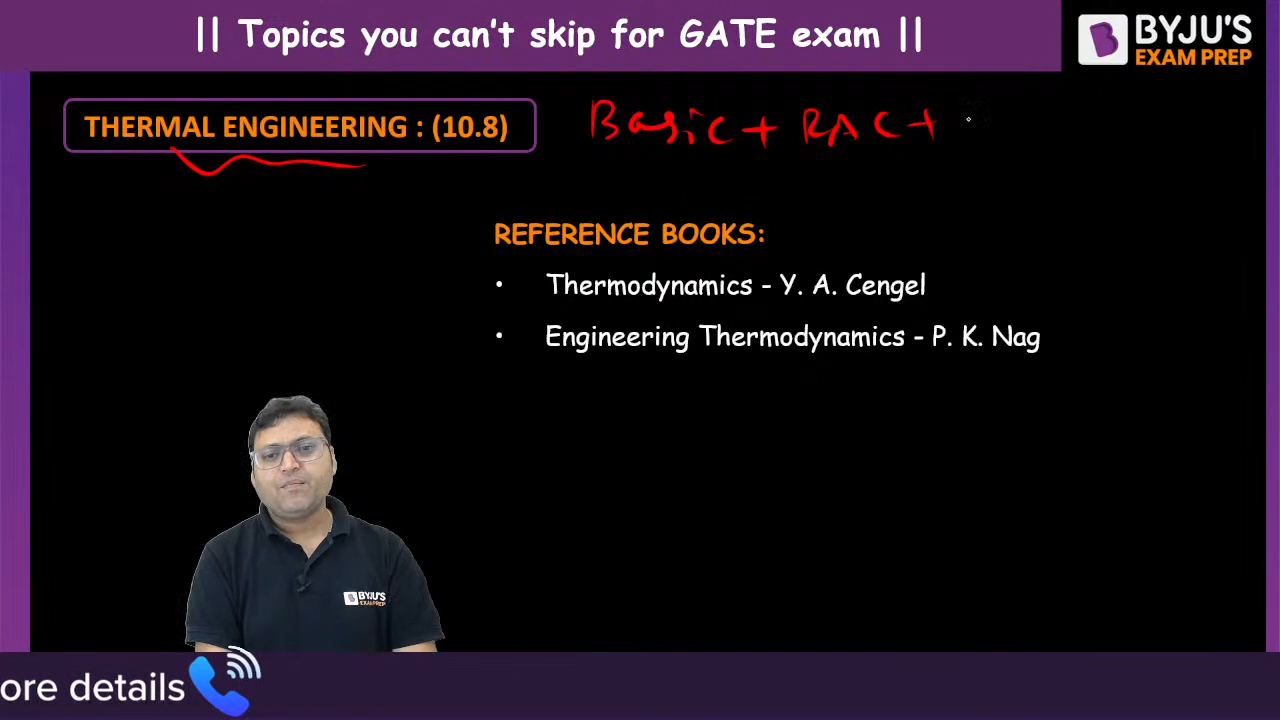 || Topics you can't skip for GATE exam ||
BYJU'S
EXAM PREP
THERMAL ENGINEERING : (10.8)
Basic + RAC +
REFERENCE BOOKS:
• Thermodynamics - Y. A. Cengel
• Engineering Thermodynamics - P. K. Nag
BYJU'S
EXAM PREP
ore details